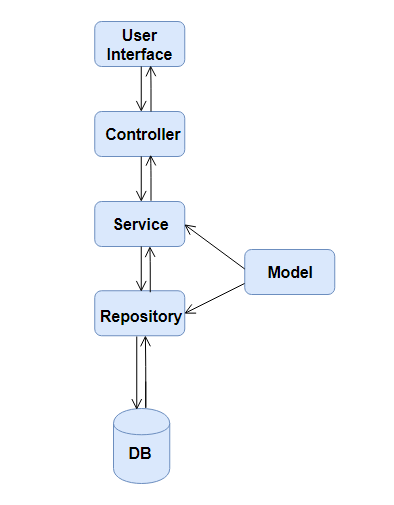 User
Interface
Controller
Service
Model
Repository
DB